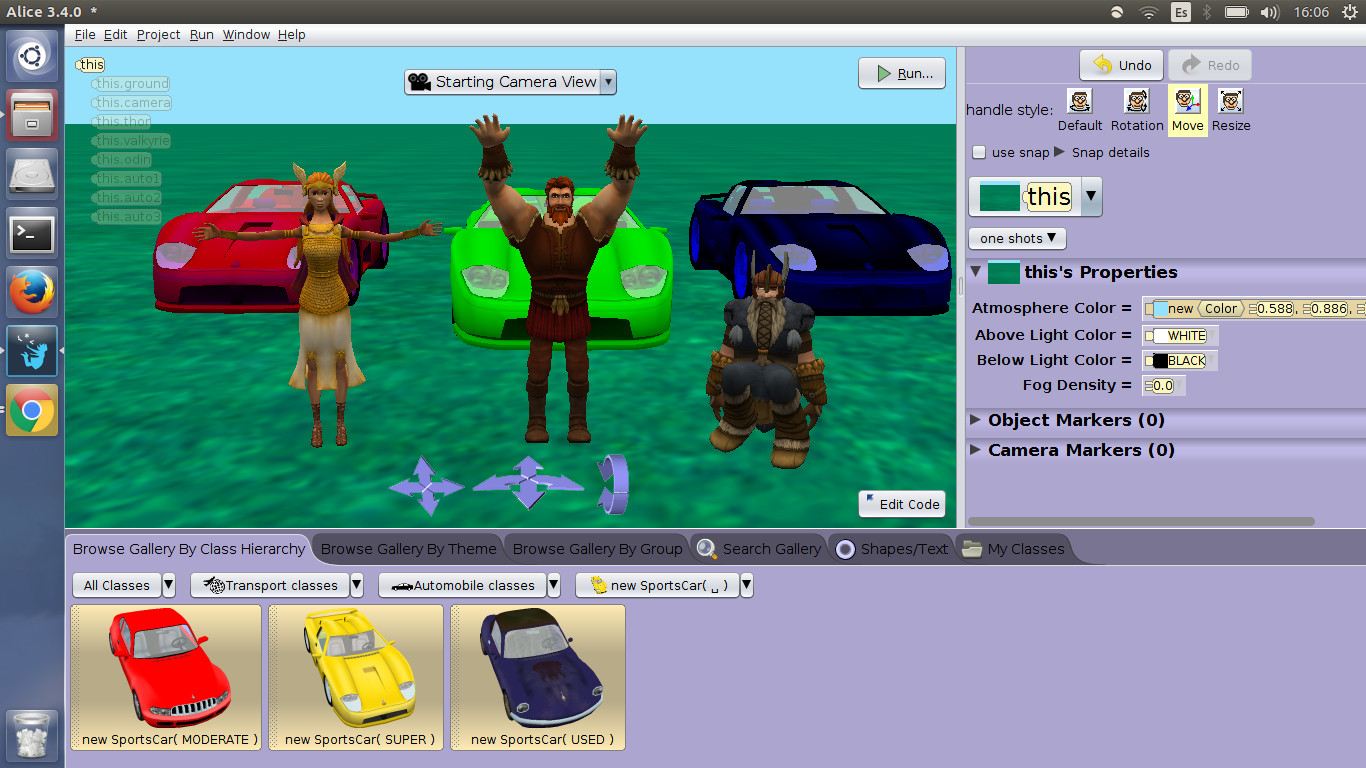 Alice 3.4.0 *
Es
16:06
File Edit Project Run Window Help
this
this.ground
this.camera
this.thor
this.valkyrie
this.odin
this.auto1
this.auto2
this.auto3
Starting Camera View
Run...
Edit Code
Undo Redo
handle style:
Default Rotation Move Resize
use snap Snap details
this
one shots
this's Properties
Atmosphere Color = new Color 0.588, 0.886,
Above Light Color = WHITE
Below Light Color = BLACK
Fog Density = 0.0
Object Markers (0)
Camera Markers (0)
Browse Gallery By Class Hierarchy Browse Gallery By Theme Browse Gallery By Group Search Gallery Shapes/Text My Classes
All Classes Transport classes Automobile classes new SportsCar( ␣ )
new SportsCar( MODERATE ) new SportsCar( SUPER ) new SportsCar( USED )